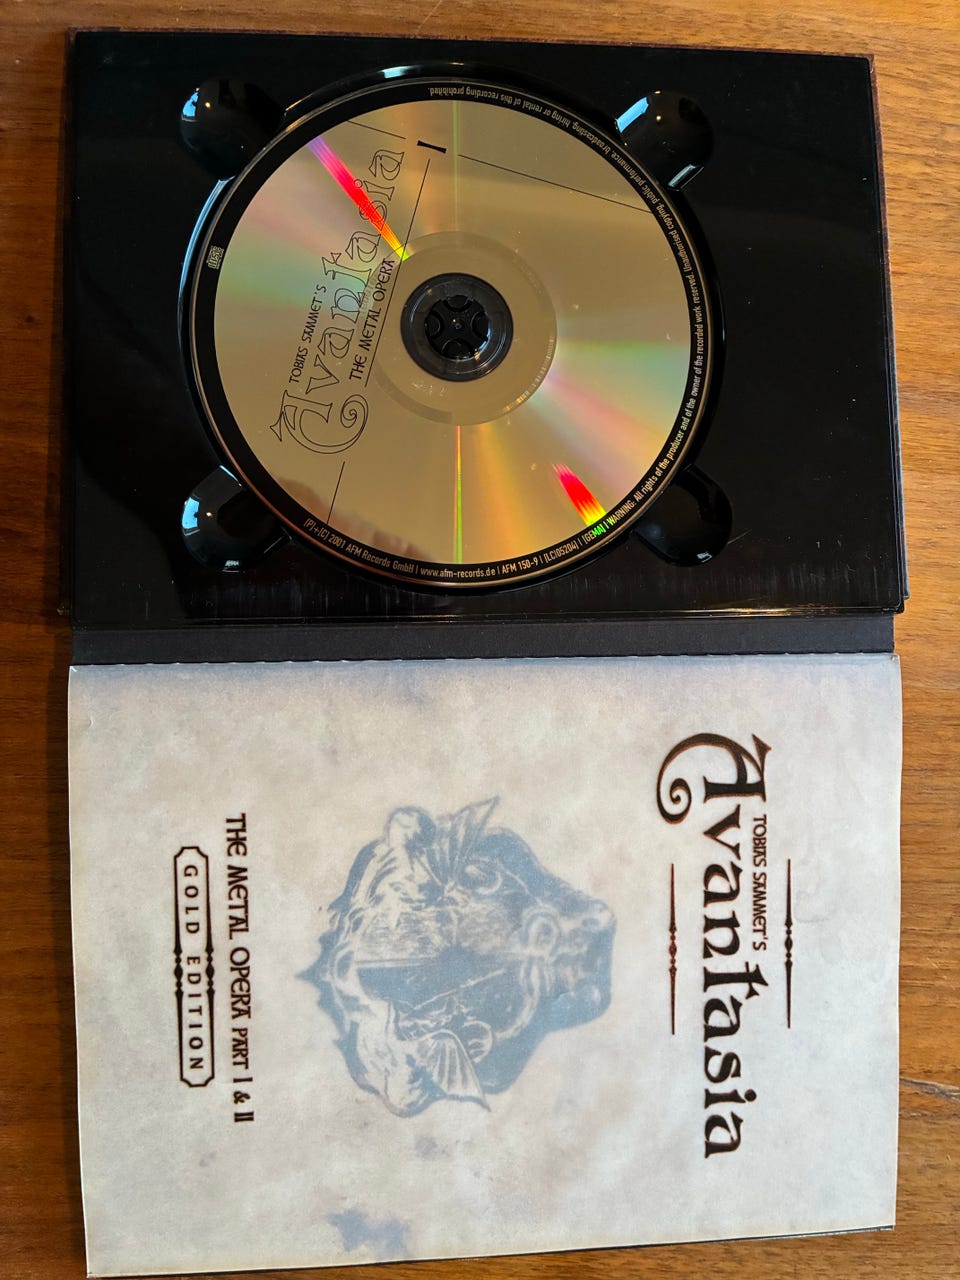 TOBIAS SAMMET'S
Avantasia
THE METAL OPERA
I
COMPACT
disc
(P)+(C) 2001 AFM Records GmbH | www.afm-records.de | AFM 150-9 | (LC)05204) | [GEMA] | WARNING: All rights of the producer and of the owner of the recorded work reserved. Unauthorised copying, public performance, broadcasting, hiring or rental of this recording prohibited.
TOBIAS SAMMET'S
Avantasia
THE METAL OPERA PART I & II
GOLD EDITION